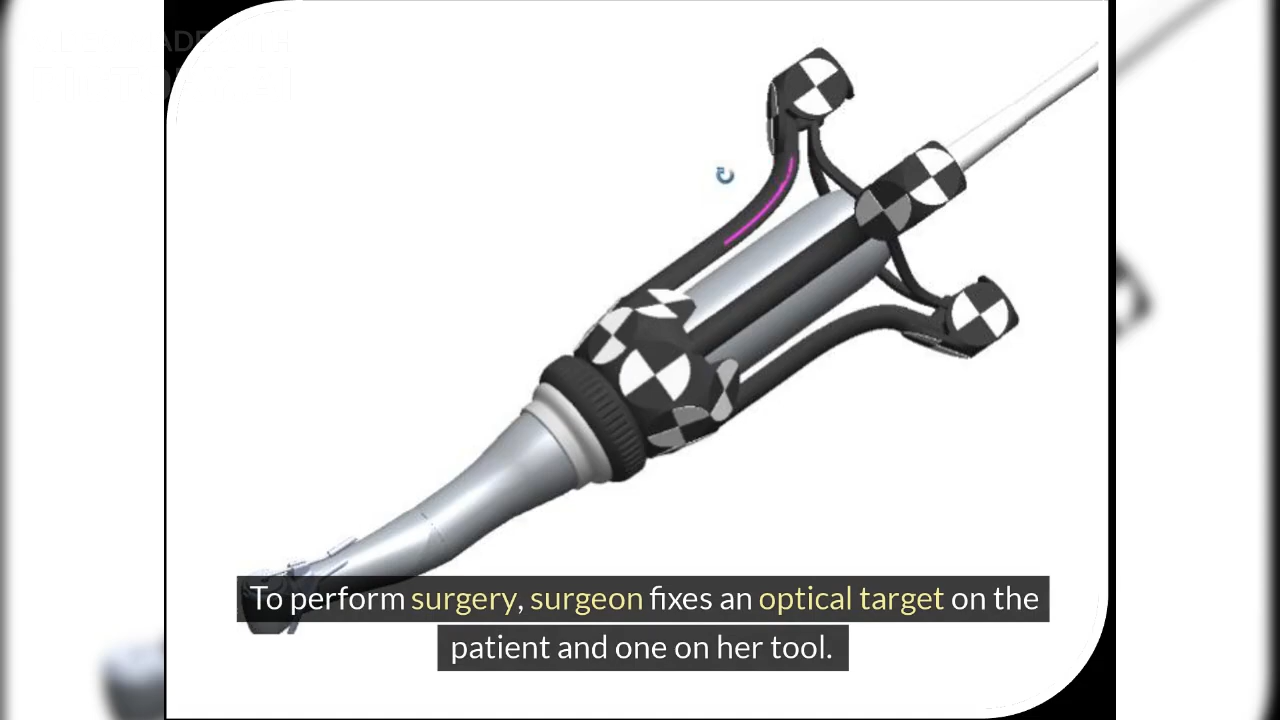 To perform surgery, surgeon fixes an optical target on the
patient and one on her tool.